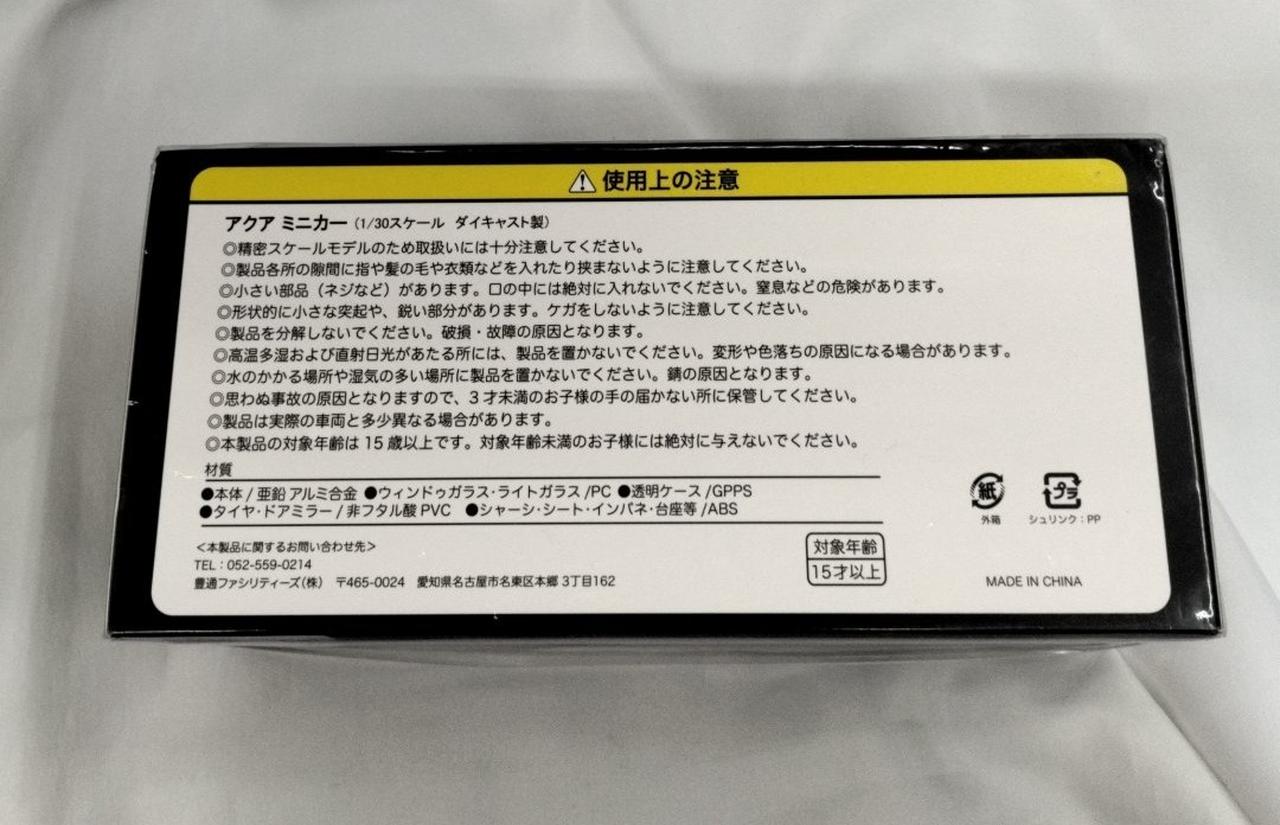 ⚠ 使用上の注意
アクア ミニカー (1/30スケール ダイキャスト製)
◎精密スケールモデルのため取扱いには十分注意してください。
◎製品各所の隙間に指や髪の毛や衣類などを入れたり挟まないように注意してください。
◎小さい部品（ネジなど）があります。口の中には絶対に入れないでください。窒息などの危険があります。
◎形状的に小さな突起や、鋭い部分があります。ケガをしないように注意してください。
◎製品を分解しないでください。破損・故障の原因となります。
◎高温多湿および直射日光があたる所には、製品を置かないでください。変形や色落ちの原因になる場合があります。
◎水のかかる場所や湿気の多い場所に製品を置かないでください。錆の原因となります。
◎思わぬ事故の原因となりますので、3才未満のお子様の手の届かない所に保管してください。
◎製品は実際の車両と多少異なる場合があります。
◎本製品の対象年齢は 15 歳以上です。対象年齢未満のお子様には絶対に与えないでください。
材質
●本体 / 亜鉛 アルミ合金 ●ウィンドゥガラス･ライトガラス /PC ●透明ケース /GPPS
●タイヤ･ドアミラー / 非フタル酸 PVC ●シャーシ･シート･インパネ･台座等 /ABS
紙 プラ
外箱 シュリンク：PP
＜本製品に関するお問い合わせ先＞
TEL：052-559-0214
豊通ファシリティーズ(株) 〒465-0024 愛知県名古屋市名東区本郷 3丁目162
対象年齢
15才以上
MADE IN CHINA